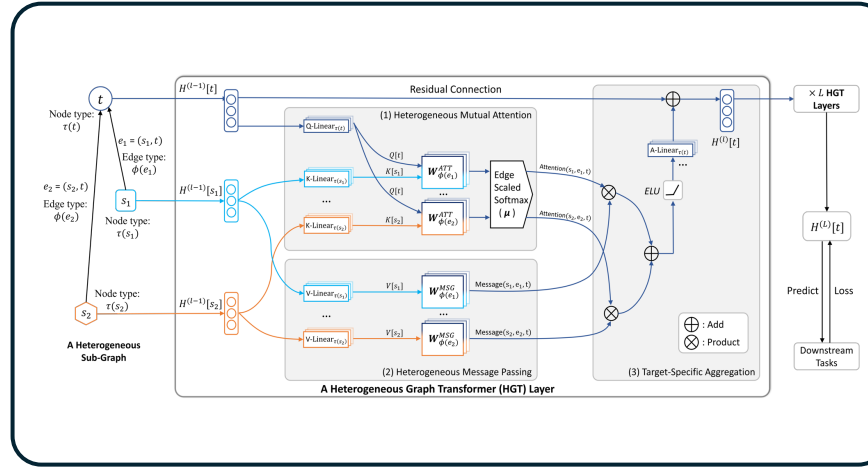 t
Node type:
τ(t)
e₁ = (s₁, t)
Edge type:
ϕ(e₁)
e₂ = (s₂, t)
Edge type:
ϕ(e₂)
s₁
Node type:
τ(s₁)
Node type:
τ(s₂)
s₂
A Heterogeneous
Sub-Graph
H^(l-1)[t]
H^(l-1)[s₁]
H^(l-1)[s₂]
Residual Connection
(1) Heterogeneous Mutual Attention
Q-Linear_τ(t)
K-Linear_τ(s₁)
...
K-Linear_τ(s₂)
Q[t]
K[s₁]
Q[t]
K[s₂]
W^ATT_ϕ(e₁)
...
W^ATT_ϕ(e₂)
Edge
Scaled
Softmax
(μ)
Attention(s₁, e₁, t)
Attention(s₂, e₂, t)
V-Linear_τ(s₁)
...
V-Linear_τ(s₂)
V[s₁]
V[s₂]
W^MSG_ϕ(e₁)
...
W^MSG_ϕ(e₂)
Message(s₁, e₁, t)
Message(s₂, e₂, t)
(2) Heterogeneous Message Passing
A Heterogeneous Graph Transformer (HGT) Layer
A-Linear_τ(t)
...
ELU
H^(l)[t]
: Add
: Product
(3) Target-Specific Aggregation
× L HGT
Layers
H^(L)[t]
Predict
Loss
Downstream
Tasks